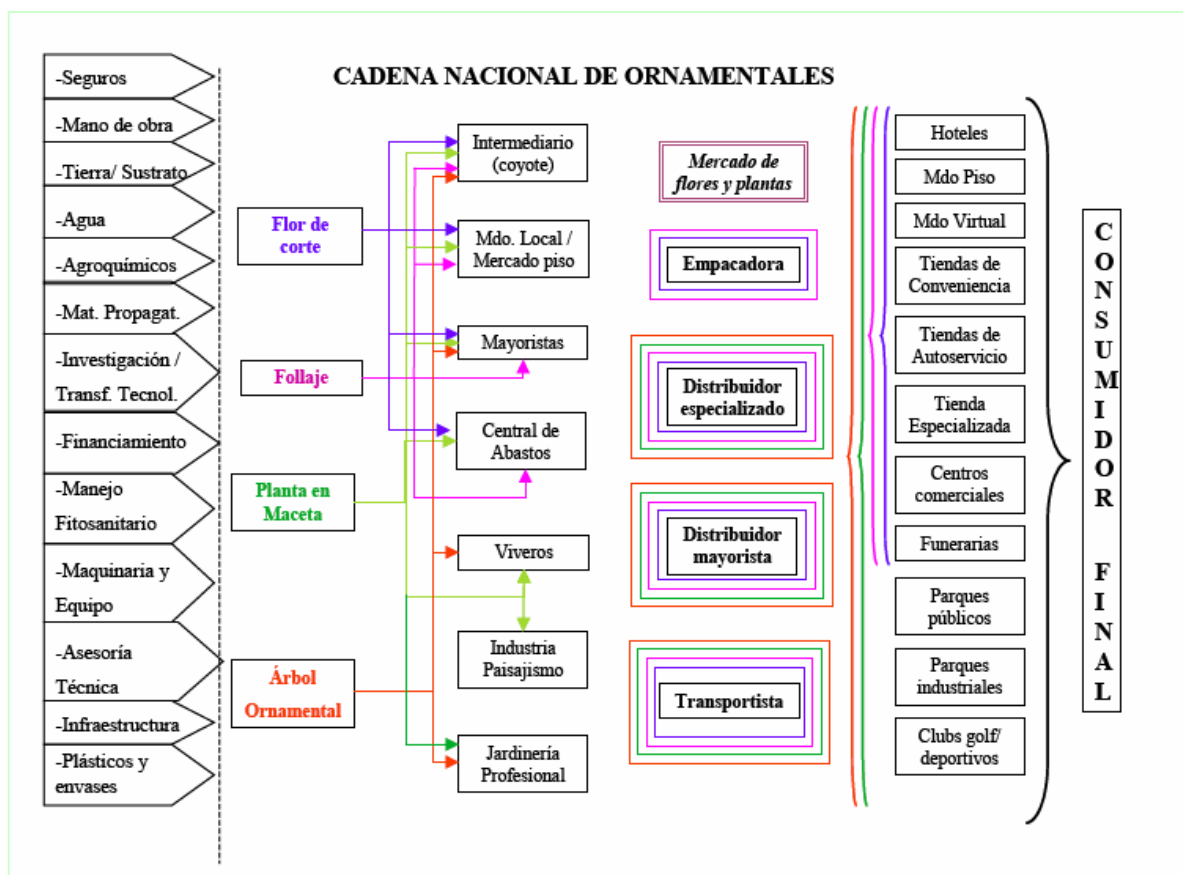 CADENA NACIONAL DE ORNAMENTALES
-Seguros
-Mano de obra
-Tierra/ Sustrato
-Agua
-Agroquímicos
-Mat. Propagat.
-Investigación /
Transf. Tecnol.
-Financiamiento
-Manejo
Fitosanitario
-Maquinaria y
Equipo
-Asesoría
Técnica
-Infraestructura
-Plásticos y
envases
Flor de
corte
Follaje
Planta en
Maceta
Árbol
Ornamental
Intermediario
(coyote)
Mdo. Local /
Mercado piso
Mayoristas
Central de
Abastos
Viveros
Industria
Paisajismo
Jardinería
Profesional
Mercado de
flores y plantas
Empacadora
Distribuidor
especializado
Distribuidor
mayorista
Transportista
Hoteles
Mdo Piso
Mdo Virtual
Tiendas de
Conveniencia
Tiendas de
Autoservicio
Tienda
Especializada
Centros
comerciales
Funerarias
Parques
públicos
Parques
industriales
Clubs golf/
deportivos
CONSUMIDOR FINAL